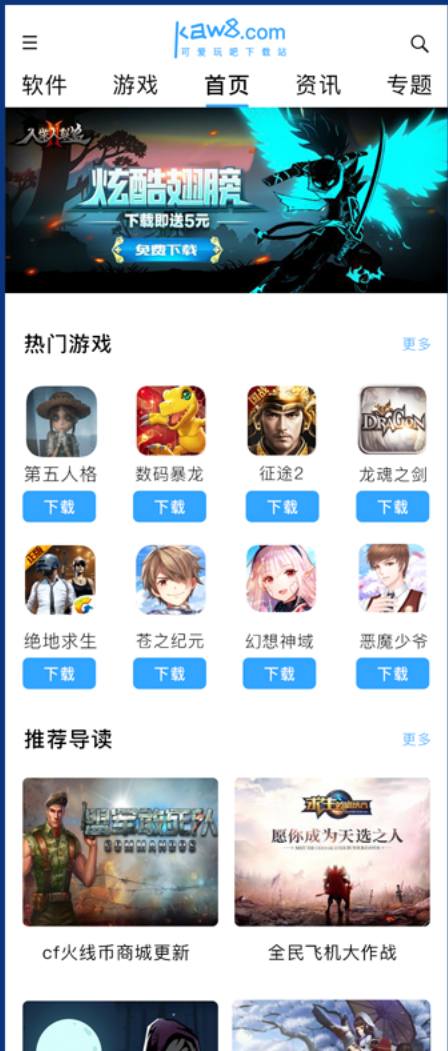 kaw8.com
可爱玩吧下载站
软件 游戏 首页 资讯 专题
炫酷翅膀
下载即送5元
免费下载
热门游戏 更多
第五人格 数码暴龙 征途2 龙魂之剑
下载 下载 下载 下载
正版
绝地求生 苍之纪元 幻想神域 恶魔少爷
下载 下载 下载 下载
推荐导读 更多
COMMANDOS
愿你成为天选之人
cf火线币商城更新 全民飞机大作战